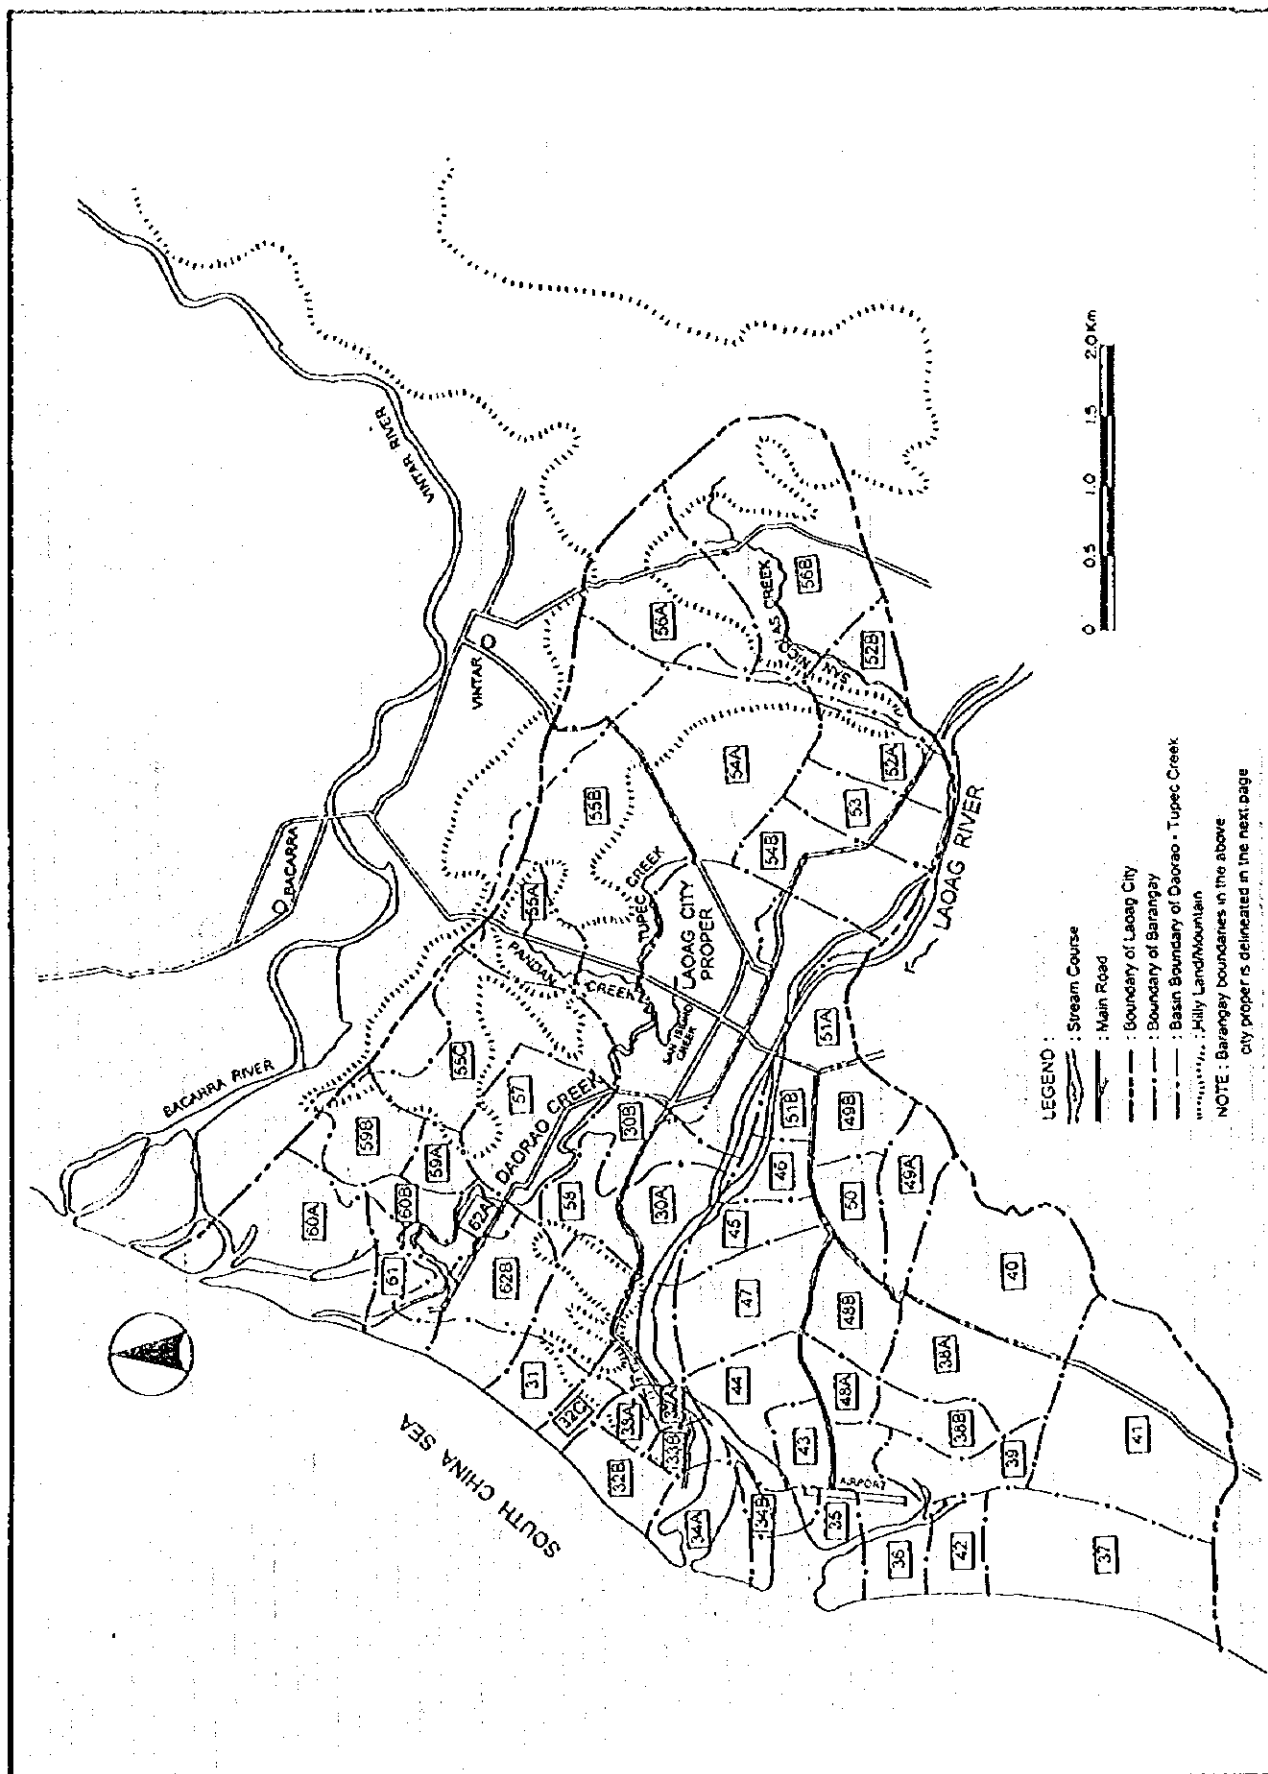 SOUTH CHINA SEA
BACARRA RIVER
BACARRA
VINTAR RIVER
VINTAR
60A
59B
61
60B
59A
55C
62A
DAORAO CREEK
57
62B
58
31
32C
33A
32B
33B
32A
30A
30B
34A
34B
PANDAN
CREEK
55A
TUPEC CREEK
LAOAG CITY
PROPER
SAN ISIDRO
CREEK
55B
56A
54A
54B
53
52A
52B
56B
SAN NICOLAS CREEK
LAOAG RIVER
51A
51B
49B
46
45
50
49A
47
48B
44
48A
43
40
38A
38B
39
41
AIRPORT
35
36
42
37
0 0.5 1.0 1.5 2.0 Km
LEGEND :
: Stream Course
: Main Road
: Boundary of Laoag City
: Boundary of Barangay
: Basin Boundary of Daorao - Tupec Creek
: Hilly Land/Mountain
NOTE : Barangay boundaries in the above
city proper is delineated in the next page